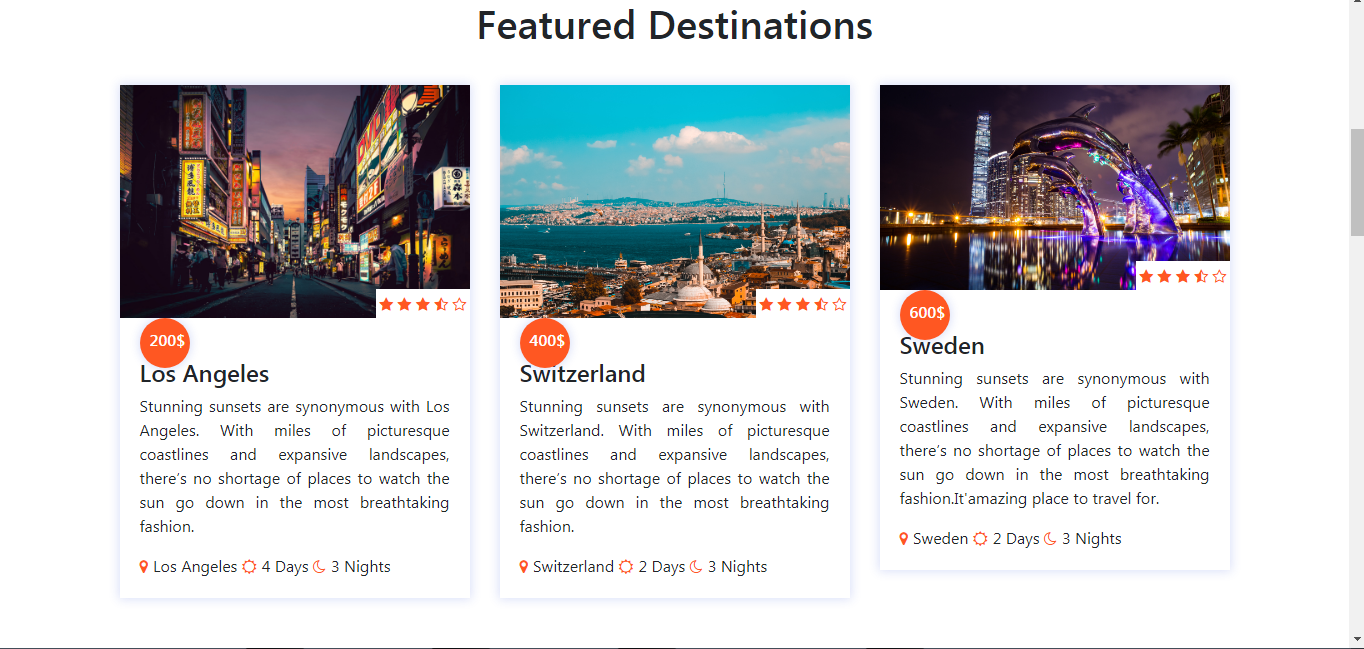 Featured Destinations
200$
Los Angeles
Stunning sunsets are synonymous with Los
Angeles. With miles of picturesque
coastlines and expansive landscapes,
there's no shortage of places to watch the
sun go down in the most breathtaking
fashion.
Los Angeles 4 Days 3 Nights
400$
Switzerland
Stunning sunsets are synonymous with
Switzerland. With miles of picturesque
coastlines and expansive landscapes,
there's no shortage of places to watch the
sun go down in the most breathtaking
fashion.
Switzerland 2 Days 3 Nights
600$
Sweden
Stunning sunsets are synonymous with
Sweden. With miles of picturesque
coastlines and expansive landscapes,
there's no shortage of places to watch the
sun go down in the most breathtaking
fashion.It'amazing place to travel for.
Sweden 2 Days 3 Nights